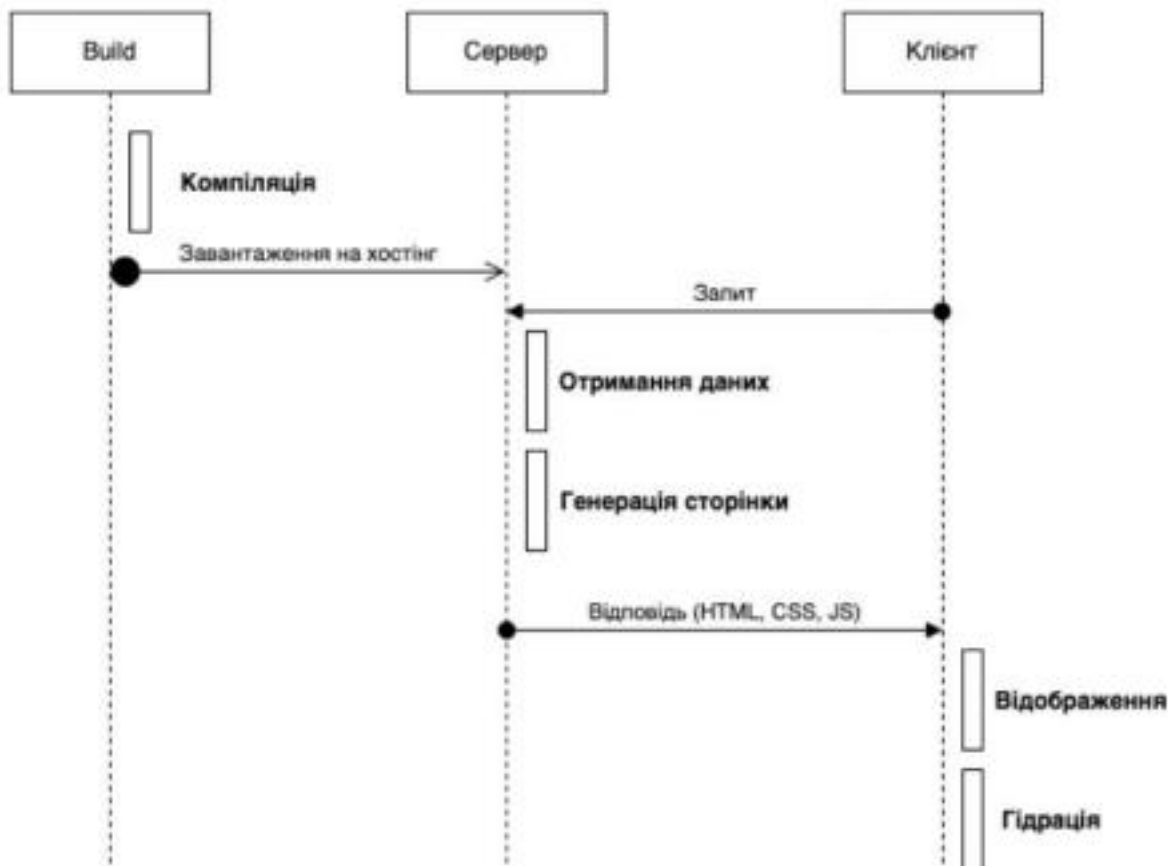 Build
Сервер
Клієнт
Компіляція
Завантаження на хостінг
Запит
Отримання даних
Генерація сторінки
Відповідь (HTML, CSS, JS)
Відображення
Гідрація